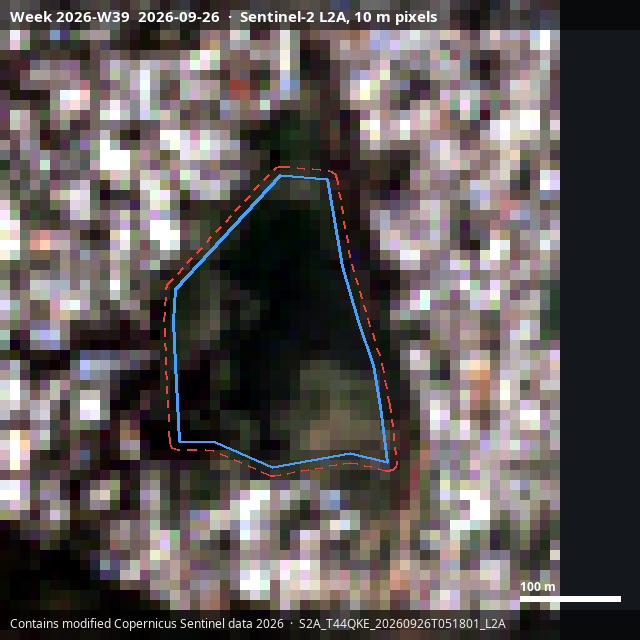 Week 2026-W39  2026-09-26  ·  Sentinel-2 L2A, 10 m pixels
100 m
Contains modified Copernicus Sentinel data 2026  ·  S2A_T44QKE_20260926T051801_L2A